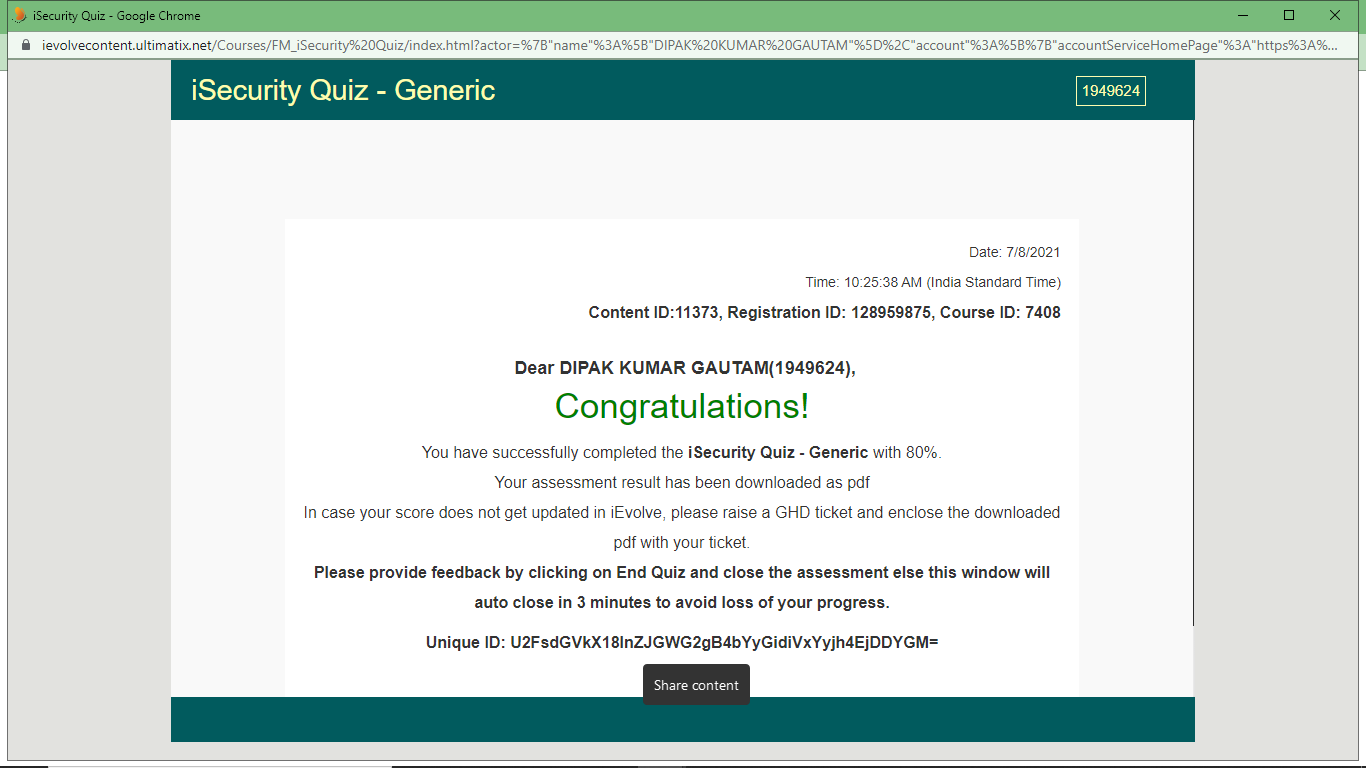 iSecurity Quiz - Google Chrome
ievolvecontent.ultimatix.net/Courses/FM_iSecurity%20Quiz/index.html?actor=%7B"name"%3A%5B"DIPAK%20KUMAR%20GAUTAM"%5D%2C"account"%3A%5B%7B"accountServiceHomePage"%3A"https%3A%...
iSecurity Quiz - Generic
1949624
Date: 7/8/2021
Time: 10:25:38 AM (India Standard Time)
Content ID:11373, Registration ID: 128959875, Course ID: 7408
Dear DIPAK KUMAR GAUTAM(1949624),
Congratulations!
You have successfully completed the iSecurity Quiz - Generic with 80%.
Your assessment result has been downloaded as pdf
In case your score does not get updated in iEvolve, please raise a GHD ticket and enclose the downloaded
pdf with your ticket.
Please provide feedback by clicking on End Quiz and close the assessment else this window will
auto close in 3 minutes to avoid loss of your progress.
Unique ID: U2FsdGVkX18InZJGWG2gB4bYyGidiVxYyjh4EjDDYGM=
Share content